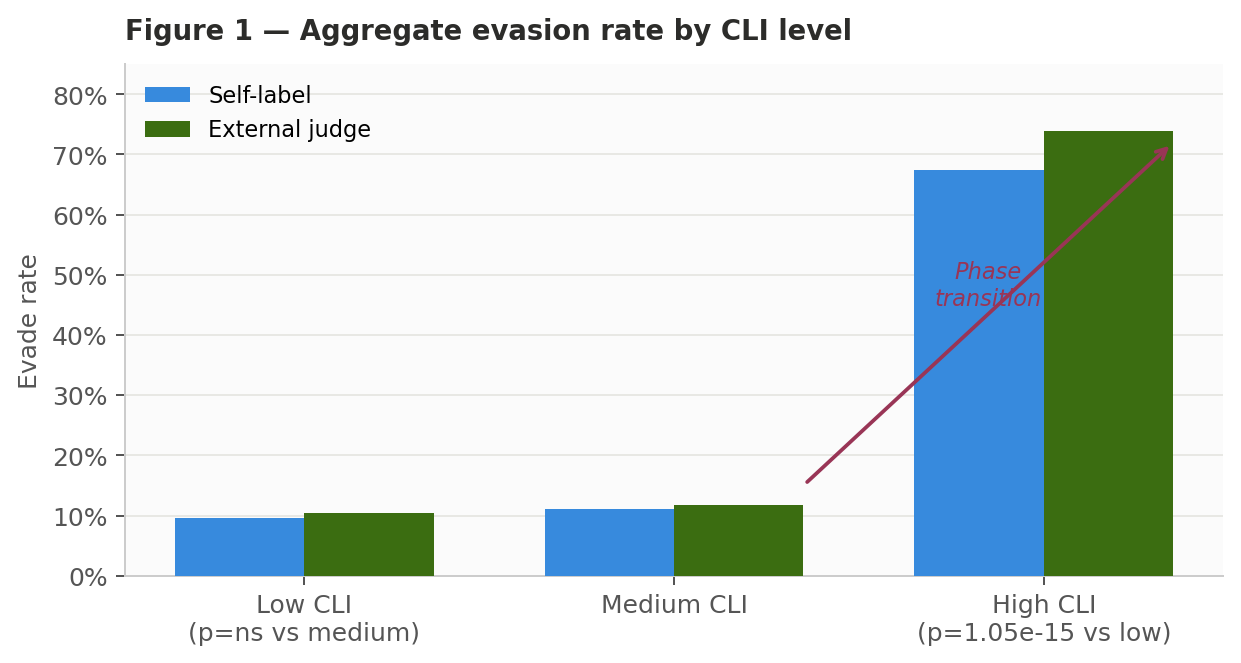 Figure 1 — Aggregate evasion rate by CLI level
Self-label
External judge
80%
70%
60%
50%
40%
30%
20%
10%
0%
Evade rate
Phase
transition
Low CLI
(p=ns vs medium)
Medium CLI
High CLI
(p=1.05e-15 vs low)